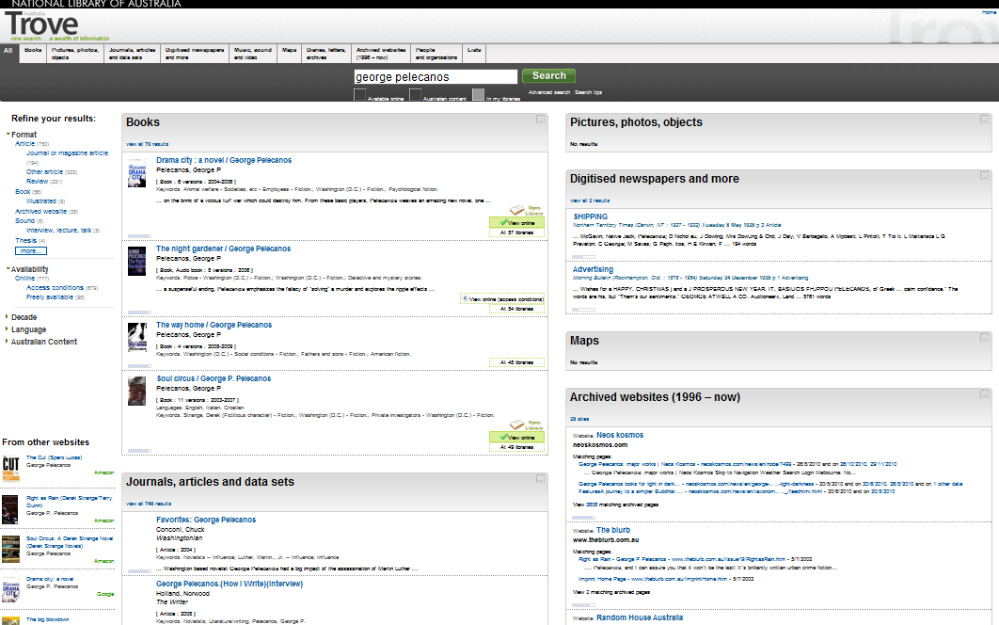 NATIONAL LIBRARY OF AUSTRALIA
Home
Australia
Trove
one search ... a wealth of information
All
Books
Pictures, photos, objects
Journals, articles and data sets
Digitised newspapers and more
Music, sound and video
Maps
Diaries, letters, archives
Archived websites (1996 – now)
People and organisations
Lists
george pelecanos
Search
Available online
Australian content
In my libraries
Advanced search
Search tips
Refine your results:
Format
Article (750)
Journal or magazine article
(194)
Other article (333)
Review (221)
Book (36)
Illustrated (9)
Archived website (28)
Sound (5)
Interview, lecture, talk (5)
Thesis (4)
more...
Availability
Online (777)
Access conditions (679)
Freely available (98)
Decade
Language
Australian Content
From other websites
The Cut (Spero Lucas)
George Pelecanos
Amazon
Right as Rain (Derek Strange/Terry
Quinn)
George P. Pelecanos
Amazon
Soul Circus: A Derek Strange Novel
(Derek Strange Novels)
George Pelecanos
Amazon
Drama city: a novel
George P. Pelecanos
Google
The big blowdown
Books
view all 70 results
Drama city : a novel / George Pelecanos
Pelecanos, George P
[ Book : 6 versions : 2004-2006 ]
Keywords: Animal welfare - Societies, etc - Employees - Fiction.; Washington (D.C.) - Fiction.; Psychological fiction.
... on the brink of a vicious turf war which could destroy him. From these basic players, Pelecanos weaves an amazing new novel, one ...
Open Library
View online
At 57 libraries
The night gardener / George Pelecanos
Pelecanos, George P
[ Book, Audio book : 8 versions : 2006 ]
Keywords: Police - Washington (D.C.) - Fiction.; Washington (D.C.) - Fiction.; Detective and mystery stories.
... a suspenseful ending, Pelecanos emphasizes the fallacy of "solving" a murder and explores the ripple effects ...
View online (access conditions)
At 54 libraries
The way home / George Pelecanos
Pelecanos, George P
[ Book : 4 versions : 2008-2009 ]
Keywords: Washington (D.C.) - Social conditions - Fiction.; Fathers and sons - Fiction.; American fiction.
At 48 libraries
Soul circus / George P. Pelecanos
Pelecanos, George P
[ Book : 11 versions : 2003-2007 ]
Languages: English, Italian, Croatian
Keywords: Strange, Derek (Fictitious character) - Fiction.; Washington (D.C.) - Fiction.; Private investigators - Washington (D.C.) - Fiction.
Open Library
View online
At 43 libraries
Journals, articles and data sets
view all 748 results
Favorites: George Pelecanos
Conconi, Chuck
Washingtonian
[ Article : 2004 ]
Keywords: Novelists -- Influence; Luther, Martin., Jr. -- Influence, Influence
... Washington based novelist George Pelecanos had a big impact of the assassination of Martin Luther ...
George Pelecanos.(How I Write)(Interview)
Holland, Norwood
The Writer
[ Article : 2008 ]
Keywords: Novelists; Literature/writing; Pelecanos, George P.
Pictures, photos, objects
No results
Digitised newspapers and more
view all 2 results
SHIPPING
Northern Territory Times (Darwin, NT : 1927 - 1932) Tuesday 8 May 1928 p 2 Article
... McGavin, Native Jack, Pelecanos; D Nichol au; J Dowling, Mrs Dowling & Chd, J Daly, V Barbagallo, A Mpidesti; L Pintoli; T Toi ti; L Mattarisca L G
Preveton, C George; M Savas, G Pagh. itos; H E Kirwan, F ... 194 words
Advertising
Morning Bulletin (Rockhampton, Qld. : 1878 - 1954) Saturday 24 December 1938 p 1 Advertising
... Wishes for a HAPPY. CHRISTMAS ( and a J PROSPEROUS NEW YEAR. IT, BASILIOS FHJPPOU PELECANOS, of Greek ... calm confidence." The
words are his, but "Them's our sentiments." GEORGE ATWELL A CO. Auctioneers, Land ... 5761 words
Maps
No results
Archived websites (1996 – now)
28 sites
Website: Neos kosmos
neoskosmos.com
Matching pages:
George Pelecanos: major works | Neos Kosmos - neoskosmos.com/news/en/node/7499 - 26/8/2010 and on 26/10/2010, 29/11/2010
... George Pelecanos: major works | Neos Kosmos Skip to Navigation Weather Search Login Melbourne. No...
George Pelecanos looks for light in dark... - neoskosmos.com/news/en/george-...-light-darkness - 20/5/2010 and on 20/6/2010, 26/8/2010 and on 1 other date
FeaturesA journey to a simpler Buddhist ... - neoskosmos.com/news/en/taxonom..._/feedhtml.html - 20/6/2010 and on 20/5/2010
View 2606 matching archived pages
Website: The blurb
www.theblurb.com.au
Matching pages:
Right as Rain - George P Pelecanos - www.theblurb.com.au/Issue19/RightasRain.htm - 5/7/2002
..... Pelecanos, and I can assure you that it won't be the last! It's brilliantly written urban crime fiction...
Imprint Home Page - www.theblurb.com.au/ImprintHome.htm - 5/7/2002
View 2 matching archived pages
Website: Random House Australia